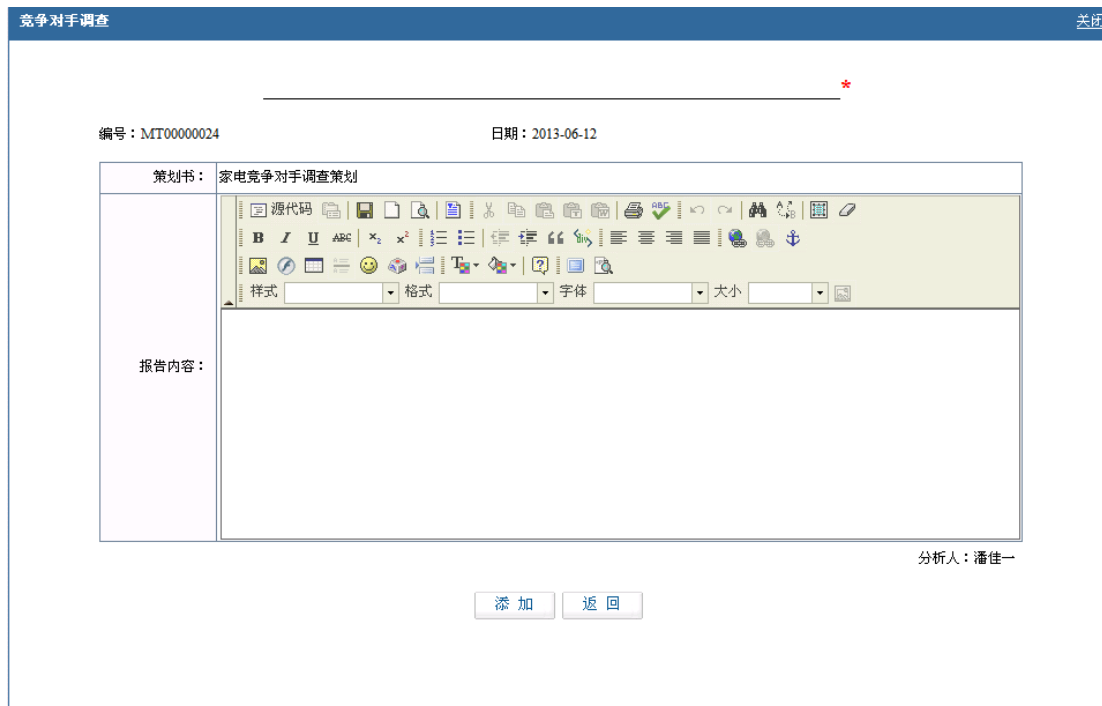 竞争对手调查 关闭
*
编号：MT00000024 日期：2013-06-12
策划书： 家电竞争对手调查策划
源代码
B I U ABC x₂ x²
样式 格式 字体 大小
报告内容：
分析人：潘佳一
添 加 返 回